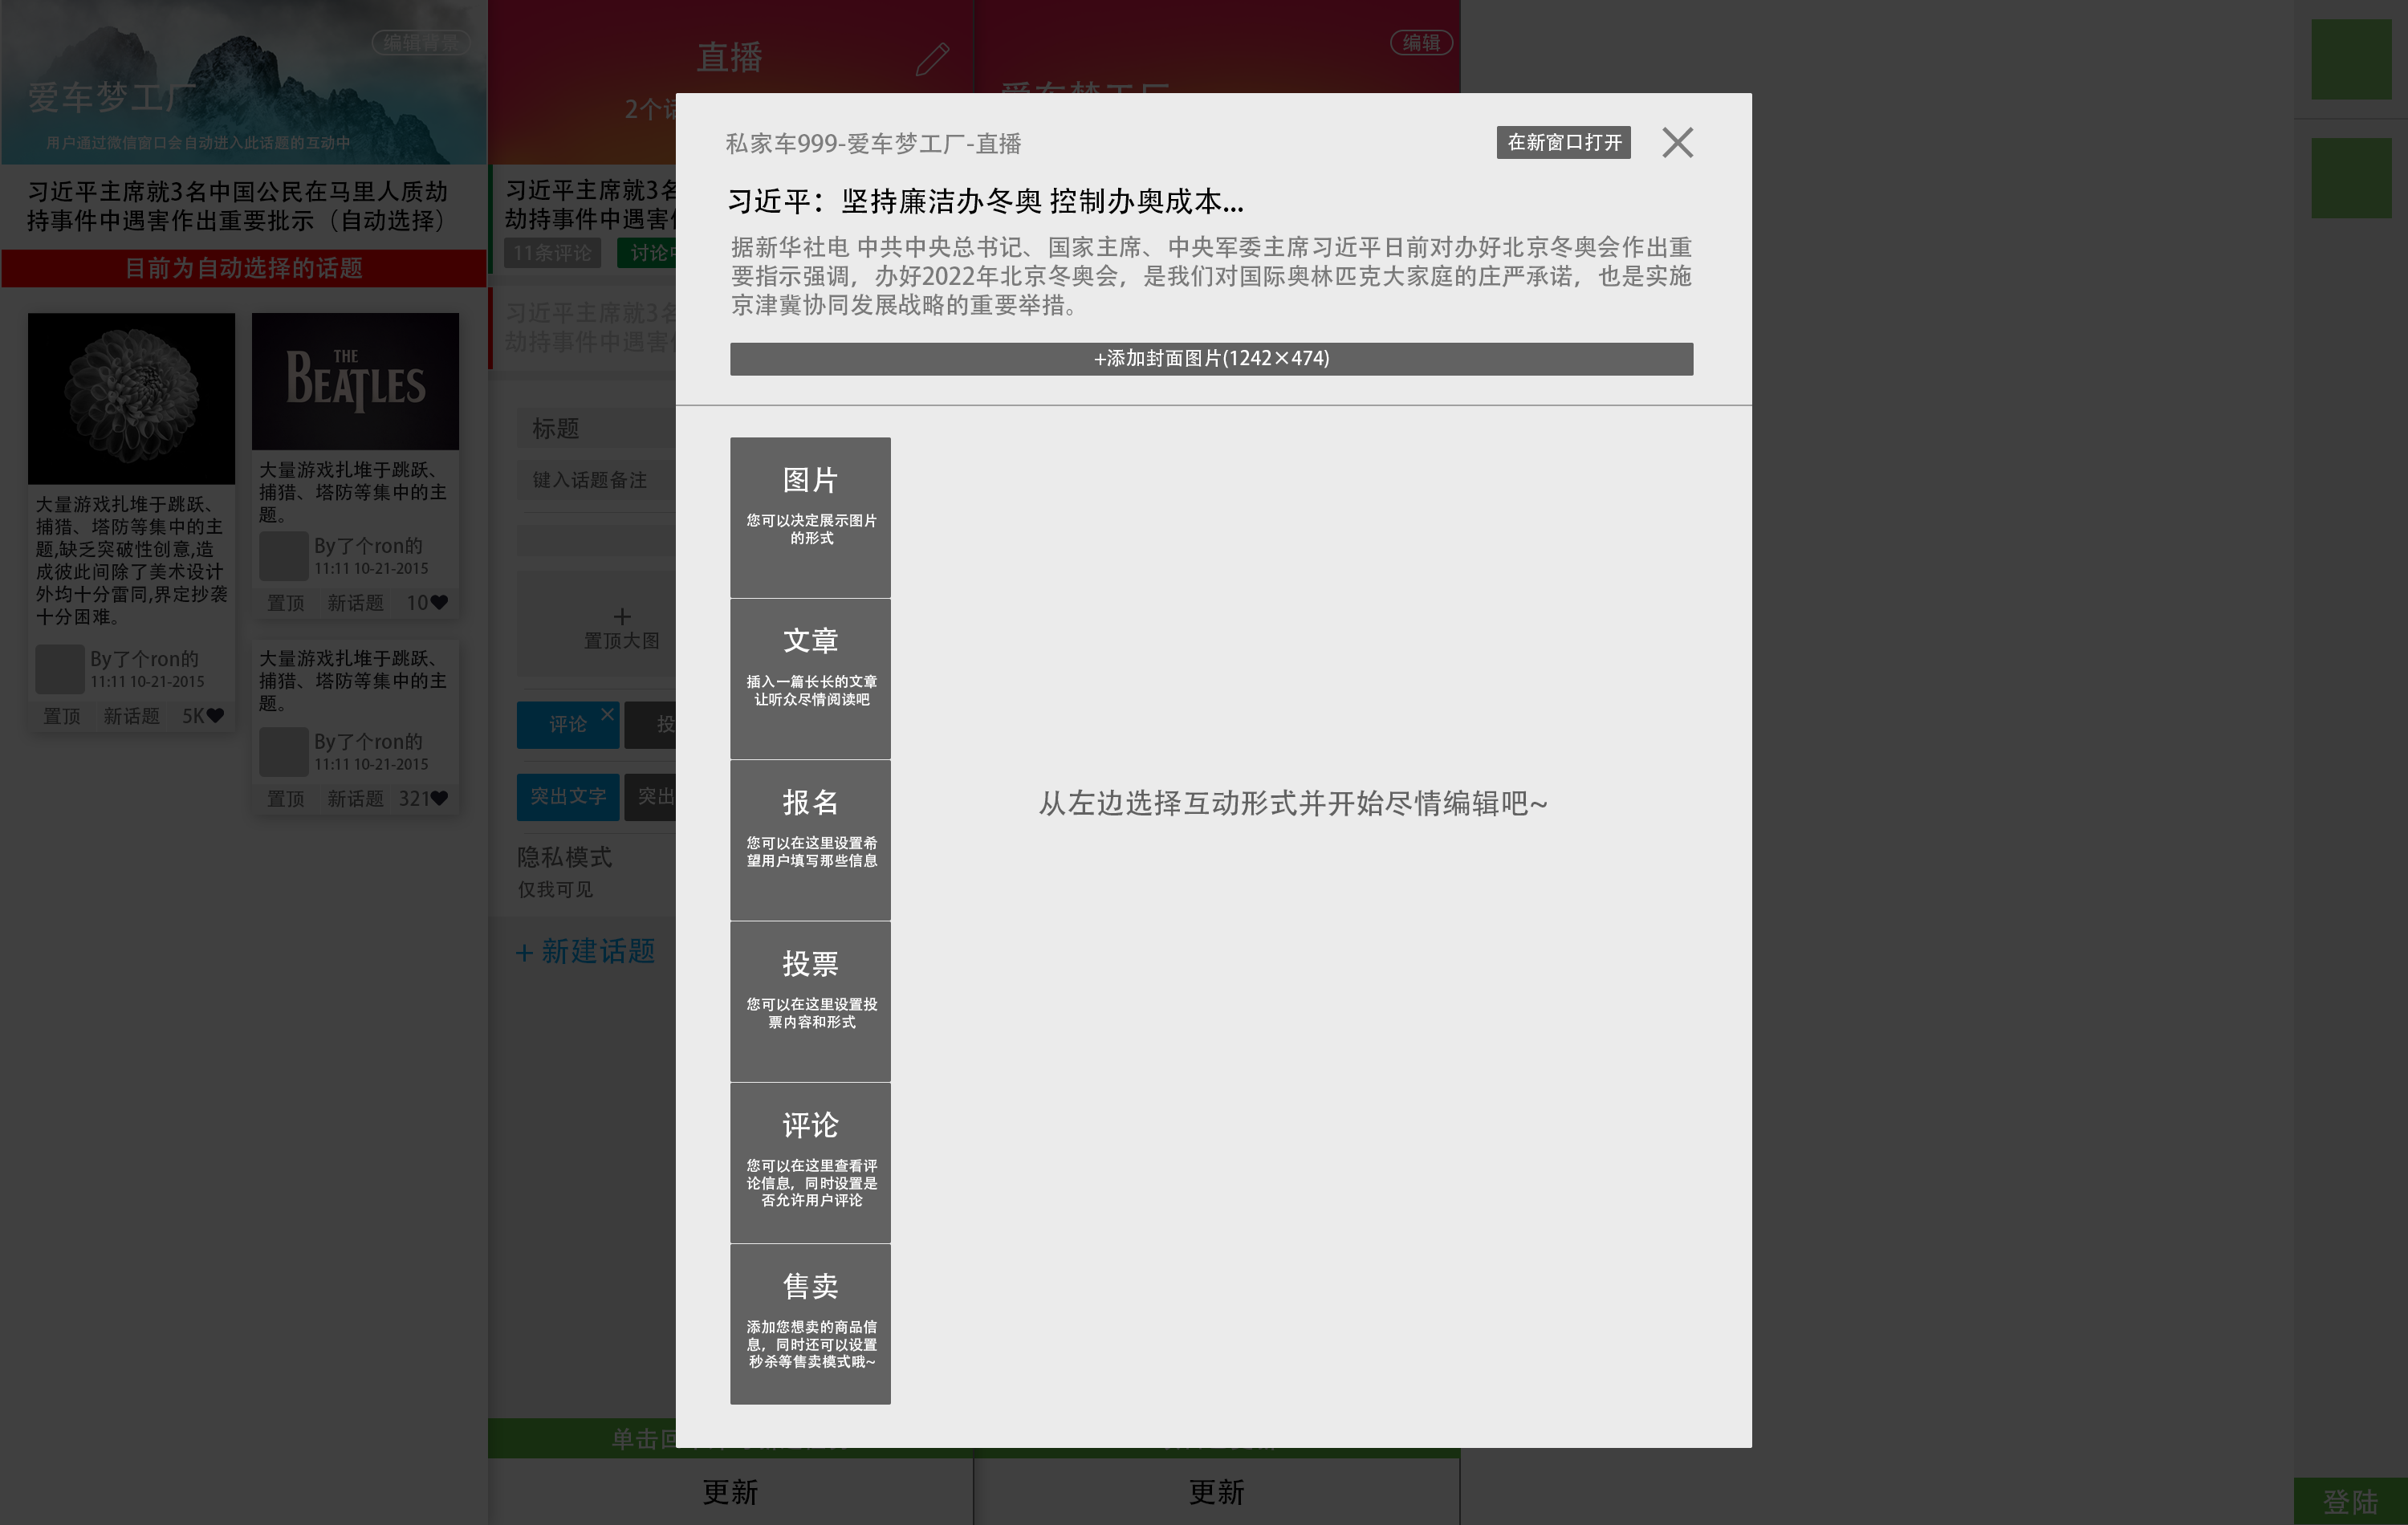 编辑背景
爱车梦工厂
用户通过微信窗口会自动进入此话题的互动中
习近平主席就3名中国公民在马里人质劫
持事件中遇害作出重要批示（自动选择）
目前为自动选择的话题
大量游戏扎堆于跳跃、
捕猎、塔防等集中的主
题,缺乏突破性创意,造
成彼此间除了美术设计
外均十分雷同,界定抄袭
十分困难。
By了个ron的
11:11 10-21-2015
置顶 新话题 5K
THE
BEATLES
大量游戏扎堆于跳跃、
捕猎、塔防等集中的主
题。
By了个ron的
11:11 10-21-2015
置顶 新话题 10
大量游戏扎堆于跳跃、
捕猎、塔防等集中的主
题。
By了个ron的
11:11 10-21-2015
置顶 新话题 321
直播
2个
习近平主席就3名
劫持事件中遇害
11条评论 讨论
习近平主席就3名
劫持事件中遇害
标题
键入话题备注
+
置顶大图
评论 投
突出文字 突出
隐私模式
仅我可见
+ 新建话题
单击
更新
编辑
爱车梦工厂
更新
私家车999-爱车梦工厂-直播
在新窗口打开
习近平：坚持廉洁办冬奥 控制办奥成本...
据新华社电 中共中央总书记、国家主席、中央军委主席习近平日前对办好北京冬奥会作出重
要指示强调，办好2022年北京冬奥会，是我们对国际奥林匹克大家庭的庄严承诺，也是实施
京津冀协同发展战略的重要举措。
+添加封面图片(1242×474)
图片
您可以决定展示图片
的形式
文章
插入一篇长长的文章
让听众尽情阅读吧
报名
您可以在这里设置希
望用户填写那些信息
投票
您可以在这里设置投
票内容和形式
评论
您可以在这里查看评
论信息，同时设置是
否允许用户评论
售卖
添加您想卖的商品信
息，同时还可以设置
秒杀等售卖模式哦~
从左边选择互动形式并开始尽情编辑吧~
登陆